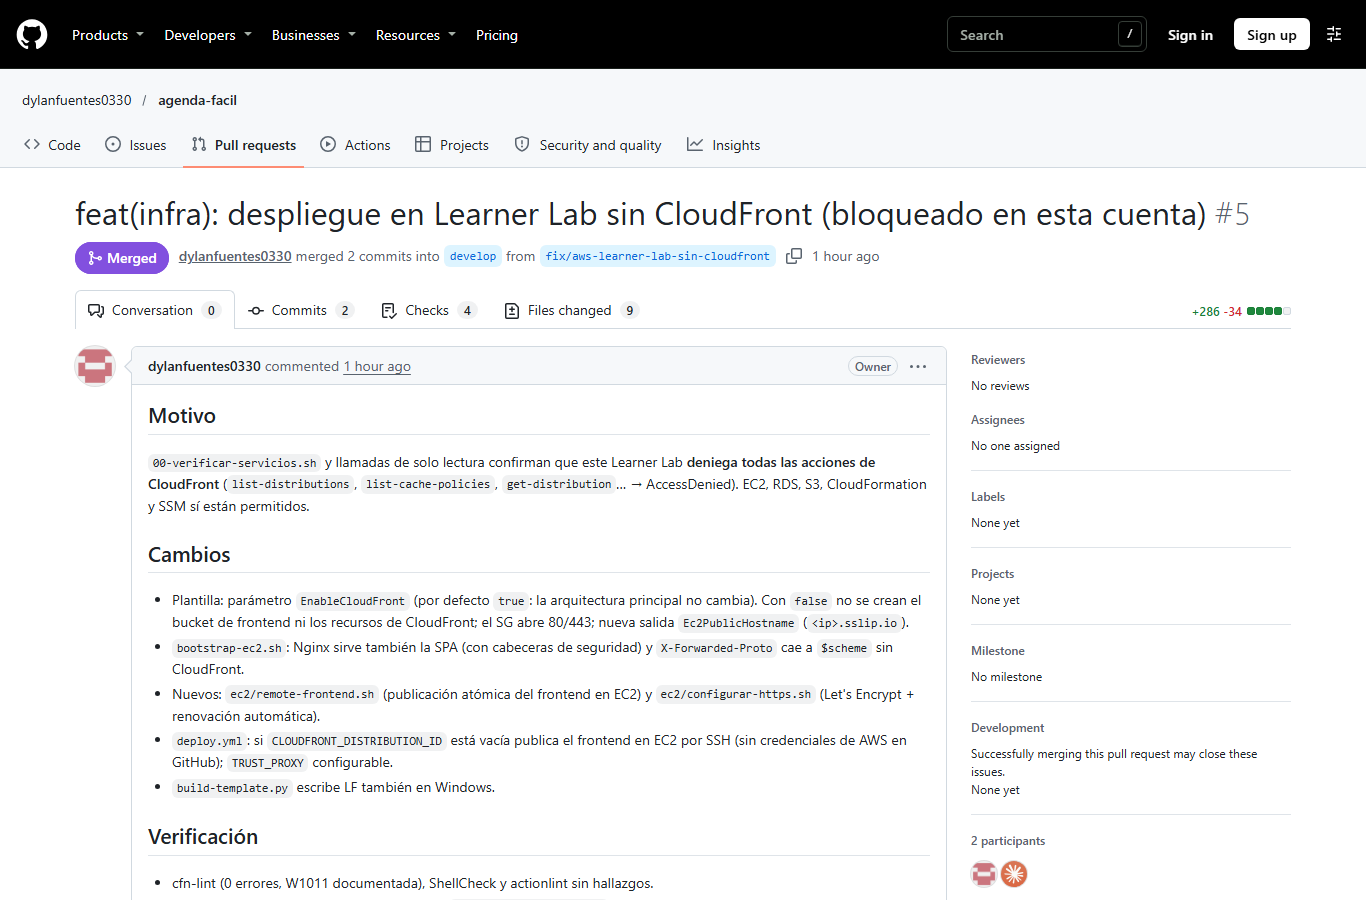 Products Developers Businesses Resources Pricing Search / Sign in Sign up
dylanfuentes0330 / agenda-facil
Code Issues Pull requests Actions Projects Security and quality Insights
feat(infra): despliegue en Learner Lab sin CloudFront (bloqueado en esta cuenta) #5
Merged dylanfuentes0330 merged 2 commits into develop from fix/aws-learner-lab-sin-cloudfront 1 hour ago
Conversation 0 Commits 2 Checks 4 Files changed 9 +286 -34
dylanfuentes0330 commented 1 hour ago Owner
Motivo
00-verificar-servicios.sh y llamadas de solo lectura confirman que este Learner Lab deniega todas las acciones de
CloudFront ( list-distributions , list-cache-policies , get-distribution ... → AccessDenied). EC2, RDS, S3, CloudFormation
y SSM sí están permitidos.
Cambios
Plantilla: parámetro EnableCloudFront (por defecto true : la arquitectura principal no cambia). Con false no se crean el
bucket de frontend ni los recursos de CloudFront; el SG abre 80/443; nueva salida Ec2PublicHostname ( <ip>.sslip.io ).
bootstrap-ec2.sh : Nginx sirve también la SPA (con cabeceras de seguridad) y X-Forwarded-Proto cae a $scheme sin
CloudFront.
Nuevos: ec2/remote-frontend.sh (publicación atómica del frontend en EC2) y ec2/configurar-https.sh (Let's Encrypt +
renovación automática).
deploy.yml : si CLOUDFRONT_DISTRIBUTION_ID está vacía publica el frontend en EC2 por SSH (sin credenciales de AWS en
GitHub); TRUST_PROXY configurable.
build-template.py escribe LF también en Windows.
Verificación
cfn-lint (0 errores, W1011 documentada), ShellCheck y actionlint sin hallazgos.
Reviewers
No reviews
Assignees
No one assigned
Labels
None yet
Projects
None yet
Milestone
No milestone
Development
Successfully merging this pull request may close these
issues.
None yet
2 participants